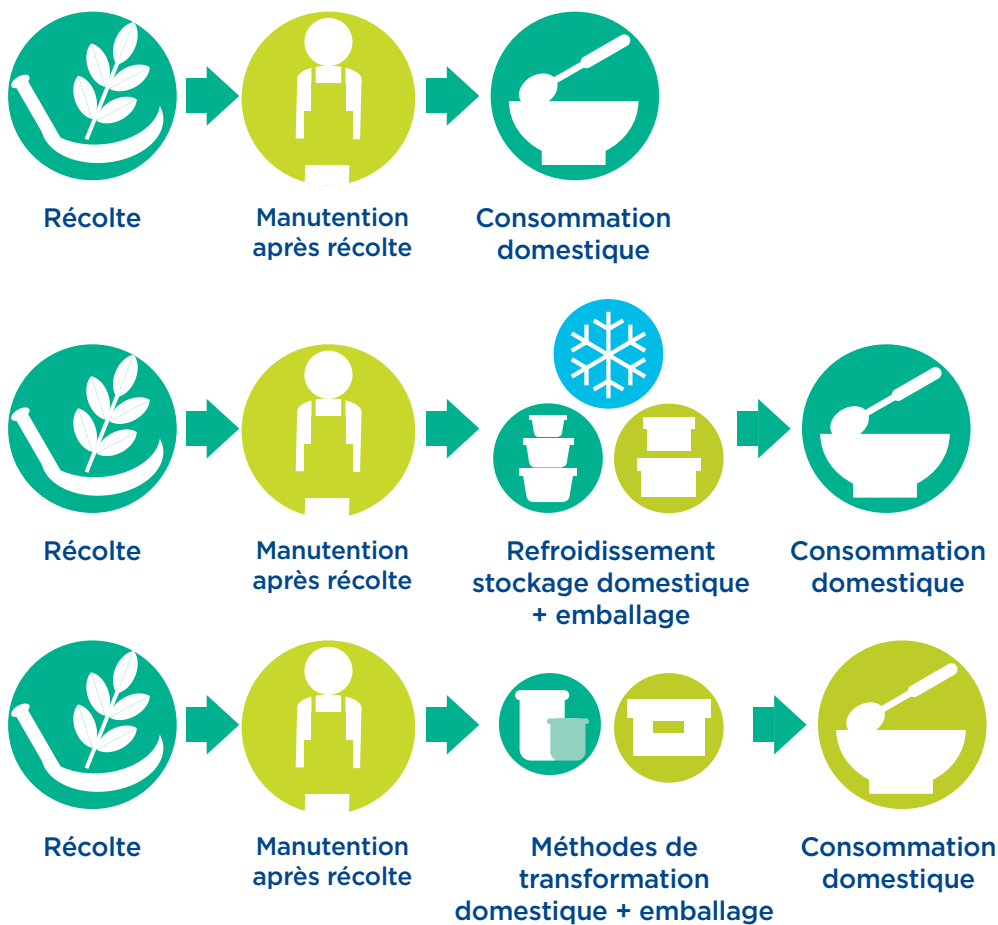 Récolte
Manutention
après récolte
Consommation
domestique
Récolte
Manutention
après récolte
Refroidissement
stockage domestique
+ emballage
Consommation
domestique
Récolte
Manutention
après récolte
Méthodes de
transformation
domestique + emballage
Consommation
domestique